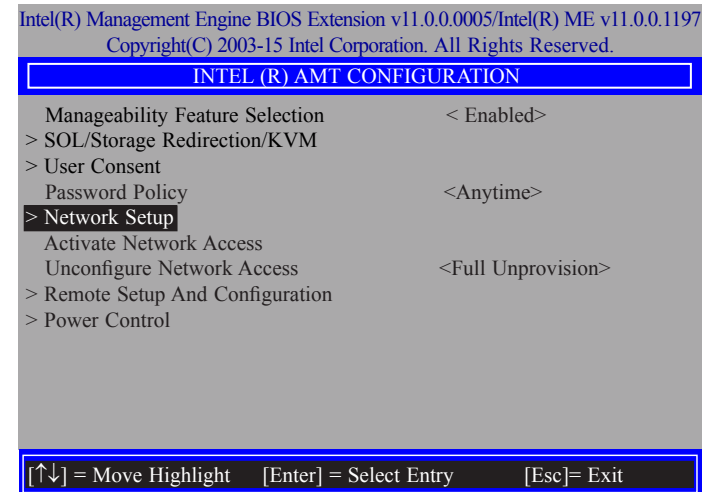 Intel(R) Management Engine BIOS Extension v11.0.0.0005/Intel(R) ME v11.0.0.1197
Copyright(C) 2003-15 Intel Corporation. All Rights Reserved.
INTEL (R) AMT CONFIGURATION
Manageability Feature Selection < Enabled>
> SOL/Storage Redirection/KVM
> User Consent
Password Policy <Anytime>
> Network Setup
Activate Network Access
Unconfigure Network Access <Full Unprovision>
> Remote Setup And Configuration
> Power Control
[↑↓] = Move Highlight [Enter] = Select Entry [Esc]= Exit